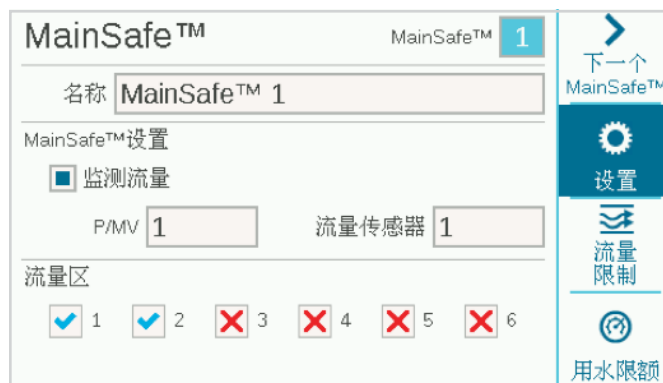 MainSafe™
MainSafe™ 1
名称 MainSafe™ 1
MainSafe™设置
监测流量
P/MV 1
流量传感器 1
流量区
1 2 3 4 5 6
下一个
MainSafe™
设置
流量
限制
用水限额